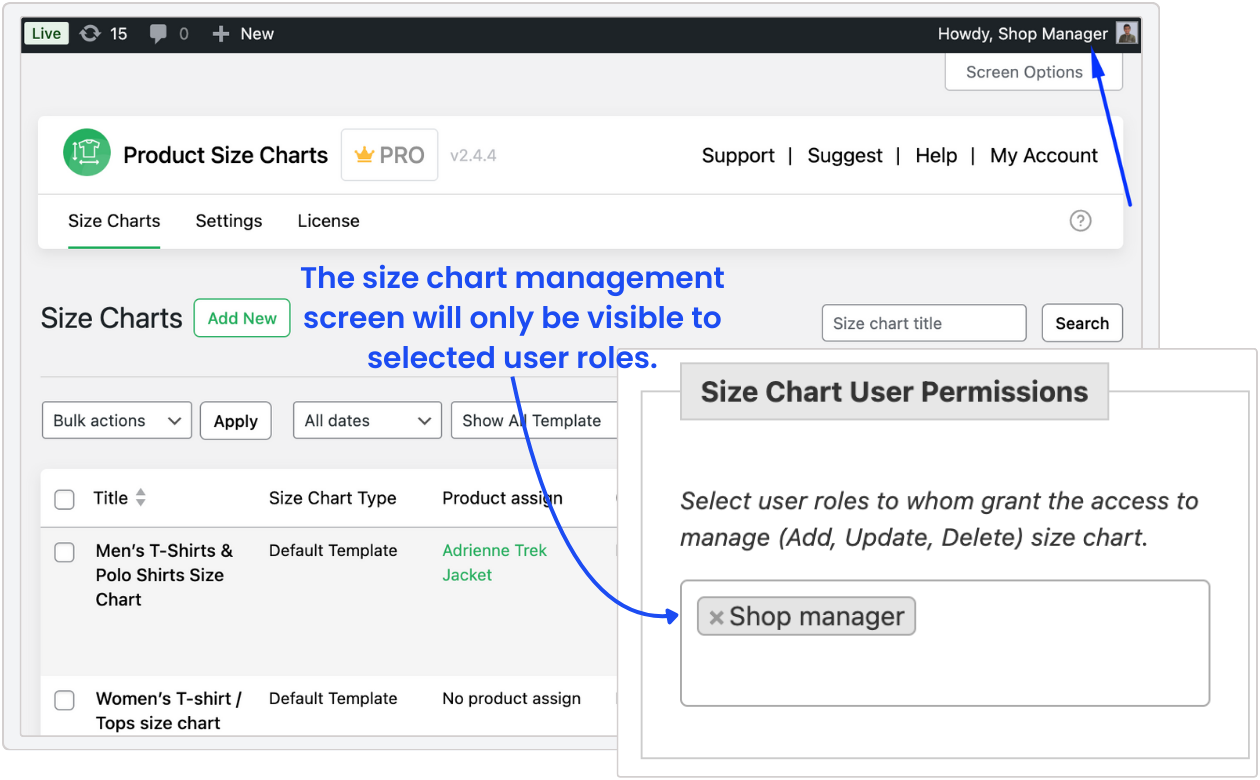 Live 15 0 New Howdy, Shop Manager
Screen Options
Product Size Charts PRO v2.4.4 Support | Suggest | Help | My Account
Size Charts Settings License ?
The size chart management
screen will only be visible to
selected user roles.
Size Charts Add New Size chart title Search
Bulk actions Apply All dates Show All Template
Title Size Chart Type Product assign
Men's T-Shirts &
Polo Shirts Size
Chart
Default Template
Adrienne Trek
Jacket
Women's T-shirt /
Tops size chart
Default Template No product assign
Size Chart User Permissions
Select user roles to whom grant the access to
manage (Add, Update, Delete) size chart.
× Shop manager